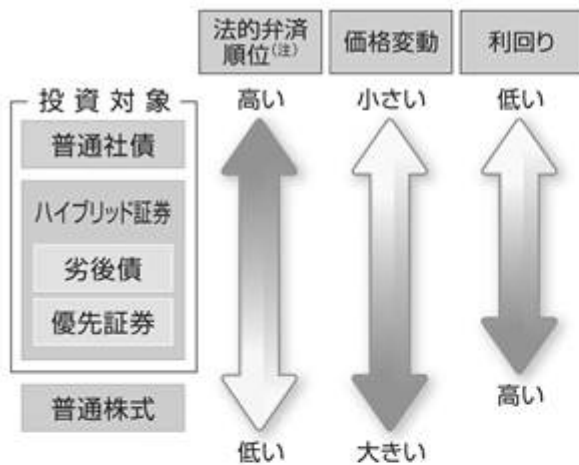 法的弁済
順位(注)
価格変動
利回り
投資対象
高い
小さい
低い
普通社債
ハイブリッド証券
劣後債
優先証券
普通株式
高い
低い
大きい